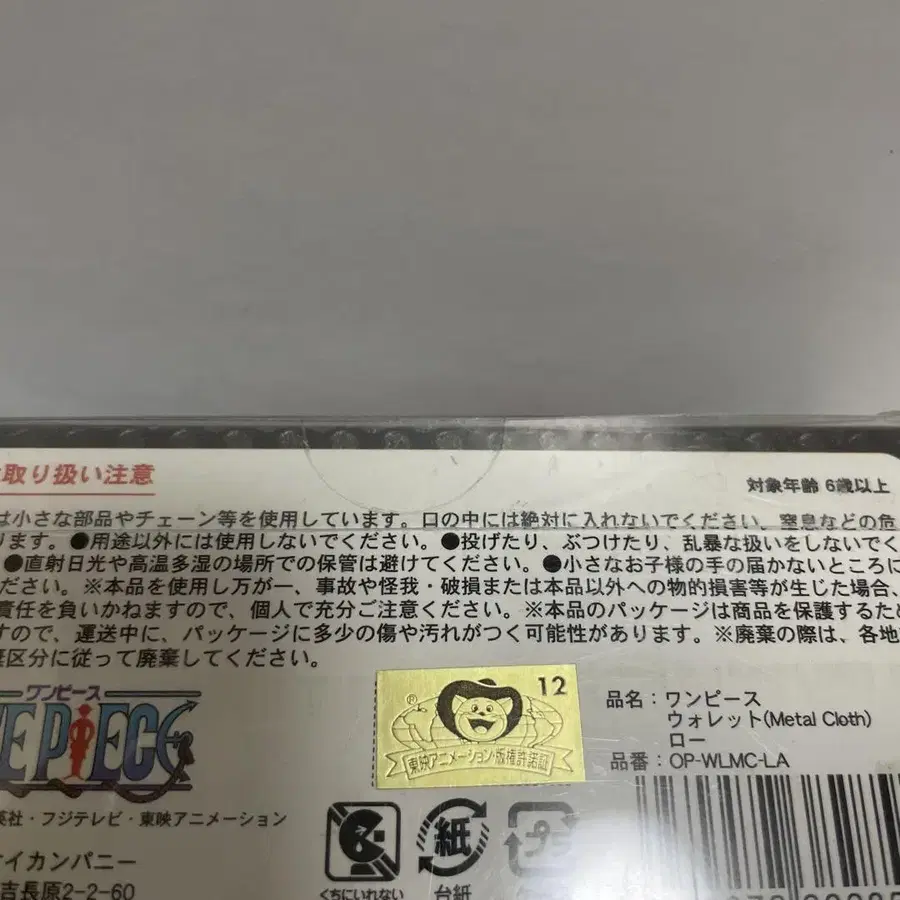 取り扱い注意
対象年齢 6歳以上
は小さな部品やチェーン等を使用しています。口の中には絶対に入れないでください、窒息などの危
ります。●用途以外には使用しないでください。●投げたり、ぶつけたり、乱暴な扱いをしないでく
●直射日光や高温多湿の場所での保管は避けてください。●小さなお子様の手の届かないところに
ださい。※本品を使用し万が一、事故や怪我・破損または本品以外への物的損害等が生じた場合、
責任を負いかねますので、個人で充分ご注意ください。※本品のパッケージは商品を保護するため
すので、運送中に、パッケージに多少の傷や汚れがつく可能性があります。※廃棄の際は、各地
棄区分に従って廃棄してください。
ワンピース
E PIECE
英社・フジテレビ・東映アニメーション
イカンパニー
吉長原2-2-60
® 12
東映アニメーション・版権許諾証
くちにいれない
紙
台紙
プラ
品名：ワンピース
ウォレット(Metal Cloth)
ロー
品番：OP-WLMC-LA